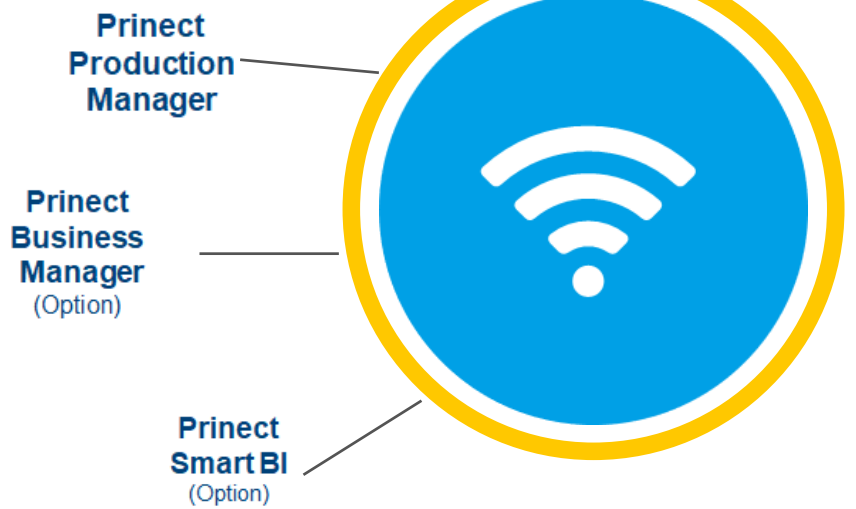 Prinect
Production
Manager
Prinect
Business
Manager
(Option)
Prinect
Smart BI
(Option)